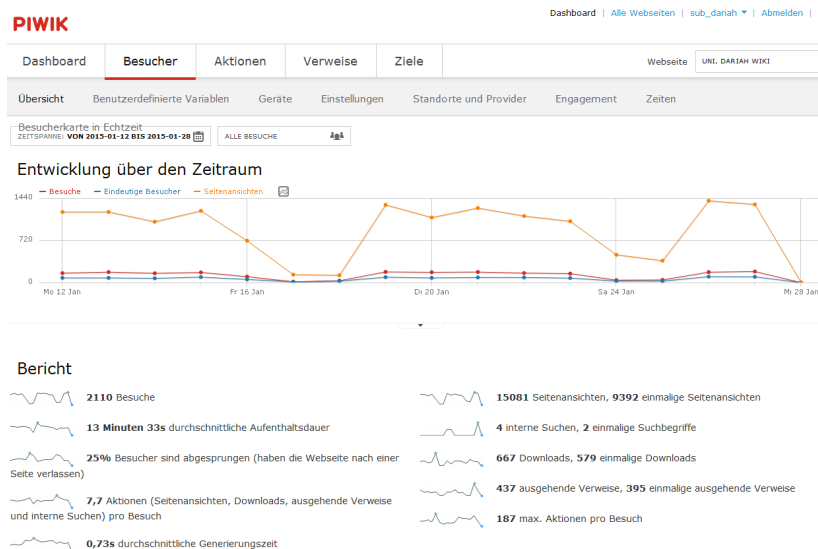 Dashboard | Alle Webseiten | sub_dariah | Abmelden |
PIWIK
Dashboard Besucher Aktionen Verweise Ziele Webseite UNI, DARIAH WIKI
Übersicht Benutzerdefinierte Variablen Geräte Einstellungen Standorte und Provider Engagement Zeiten
Besucherkarte in Echtzeit
ZEITSPANNE: VON 2015-01-12 BIS 2015-01-28 ALLE BESUCHE
Entwicklung über den Zeitraum
Besuche Eindeutige Besucher Seitenansichten
1440
720
0
Mo 12 Jan Fr 16 Jan Di 20 Jan Sa 24 Jan Mi 28 Jan
Bericht
2110 Besuche
13 Minuten 33s durchschnittliche Aufenthaltsdauer
25% Besucher sind abgesprungen (haben die Webseite nach einer
Seite verlassen)
7,7 Aktionen (Seitenansichten, Downloads, ausgehende Verweise
und interne Suchen) pro Besuch
0,73s durchschnittliche Generierungszeit
15081 Seitenansichten, 9392 einmalige Seitenansichten
4 interne Suchen, 2 einmalige Suchbegriffe
667 Downloads, 579 einmalige Downloads
437 ausgehende Verweise, 395 einmalige ausgehende Verweise
187 max. Aktionen pro Besuch